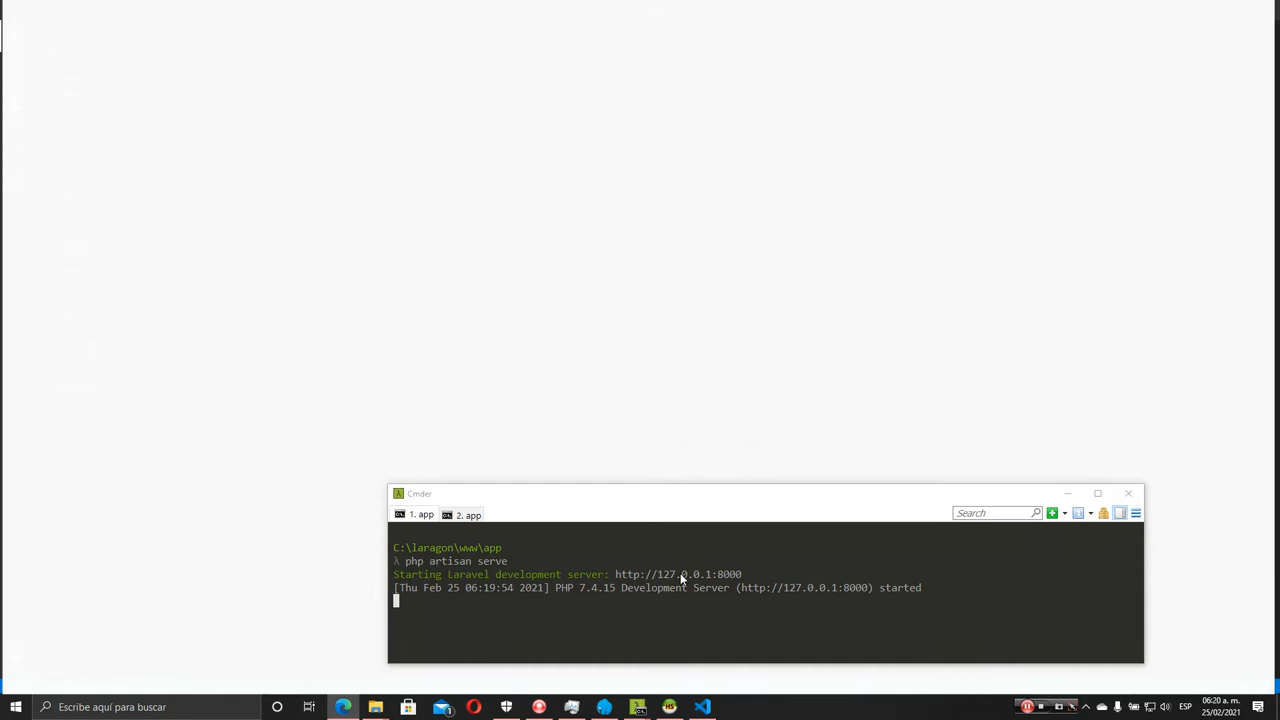 Cmder
1. app
2. app
Search
C:\laragon\www\app
λ php artisan serve
Starting Laravel development server: http://127.0.0.1:8000
[Thu Feb 25 06:19:54 2021] PHP 7.4.15 Development Server (http://127.0.0.1:8000) started
Escribe aquí para buscar
HS
ESP
06:20 a. m.
25/02/2021